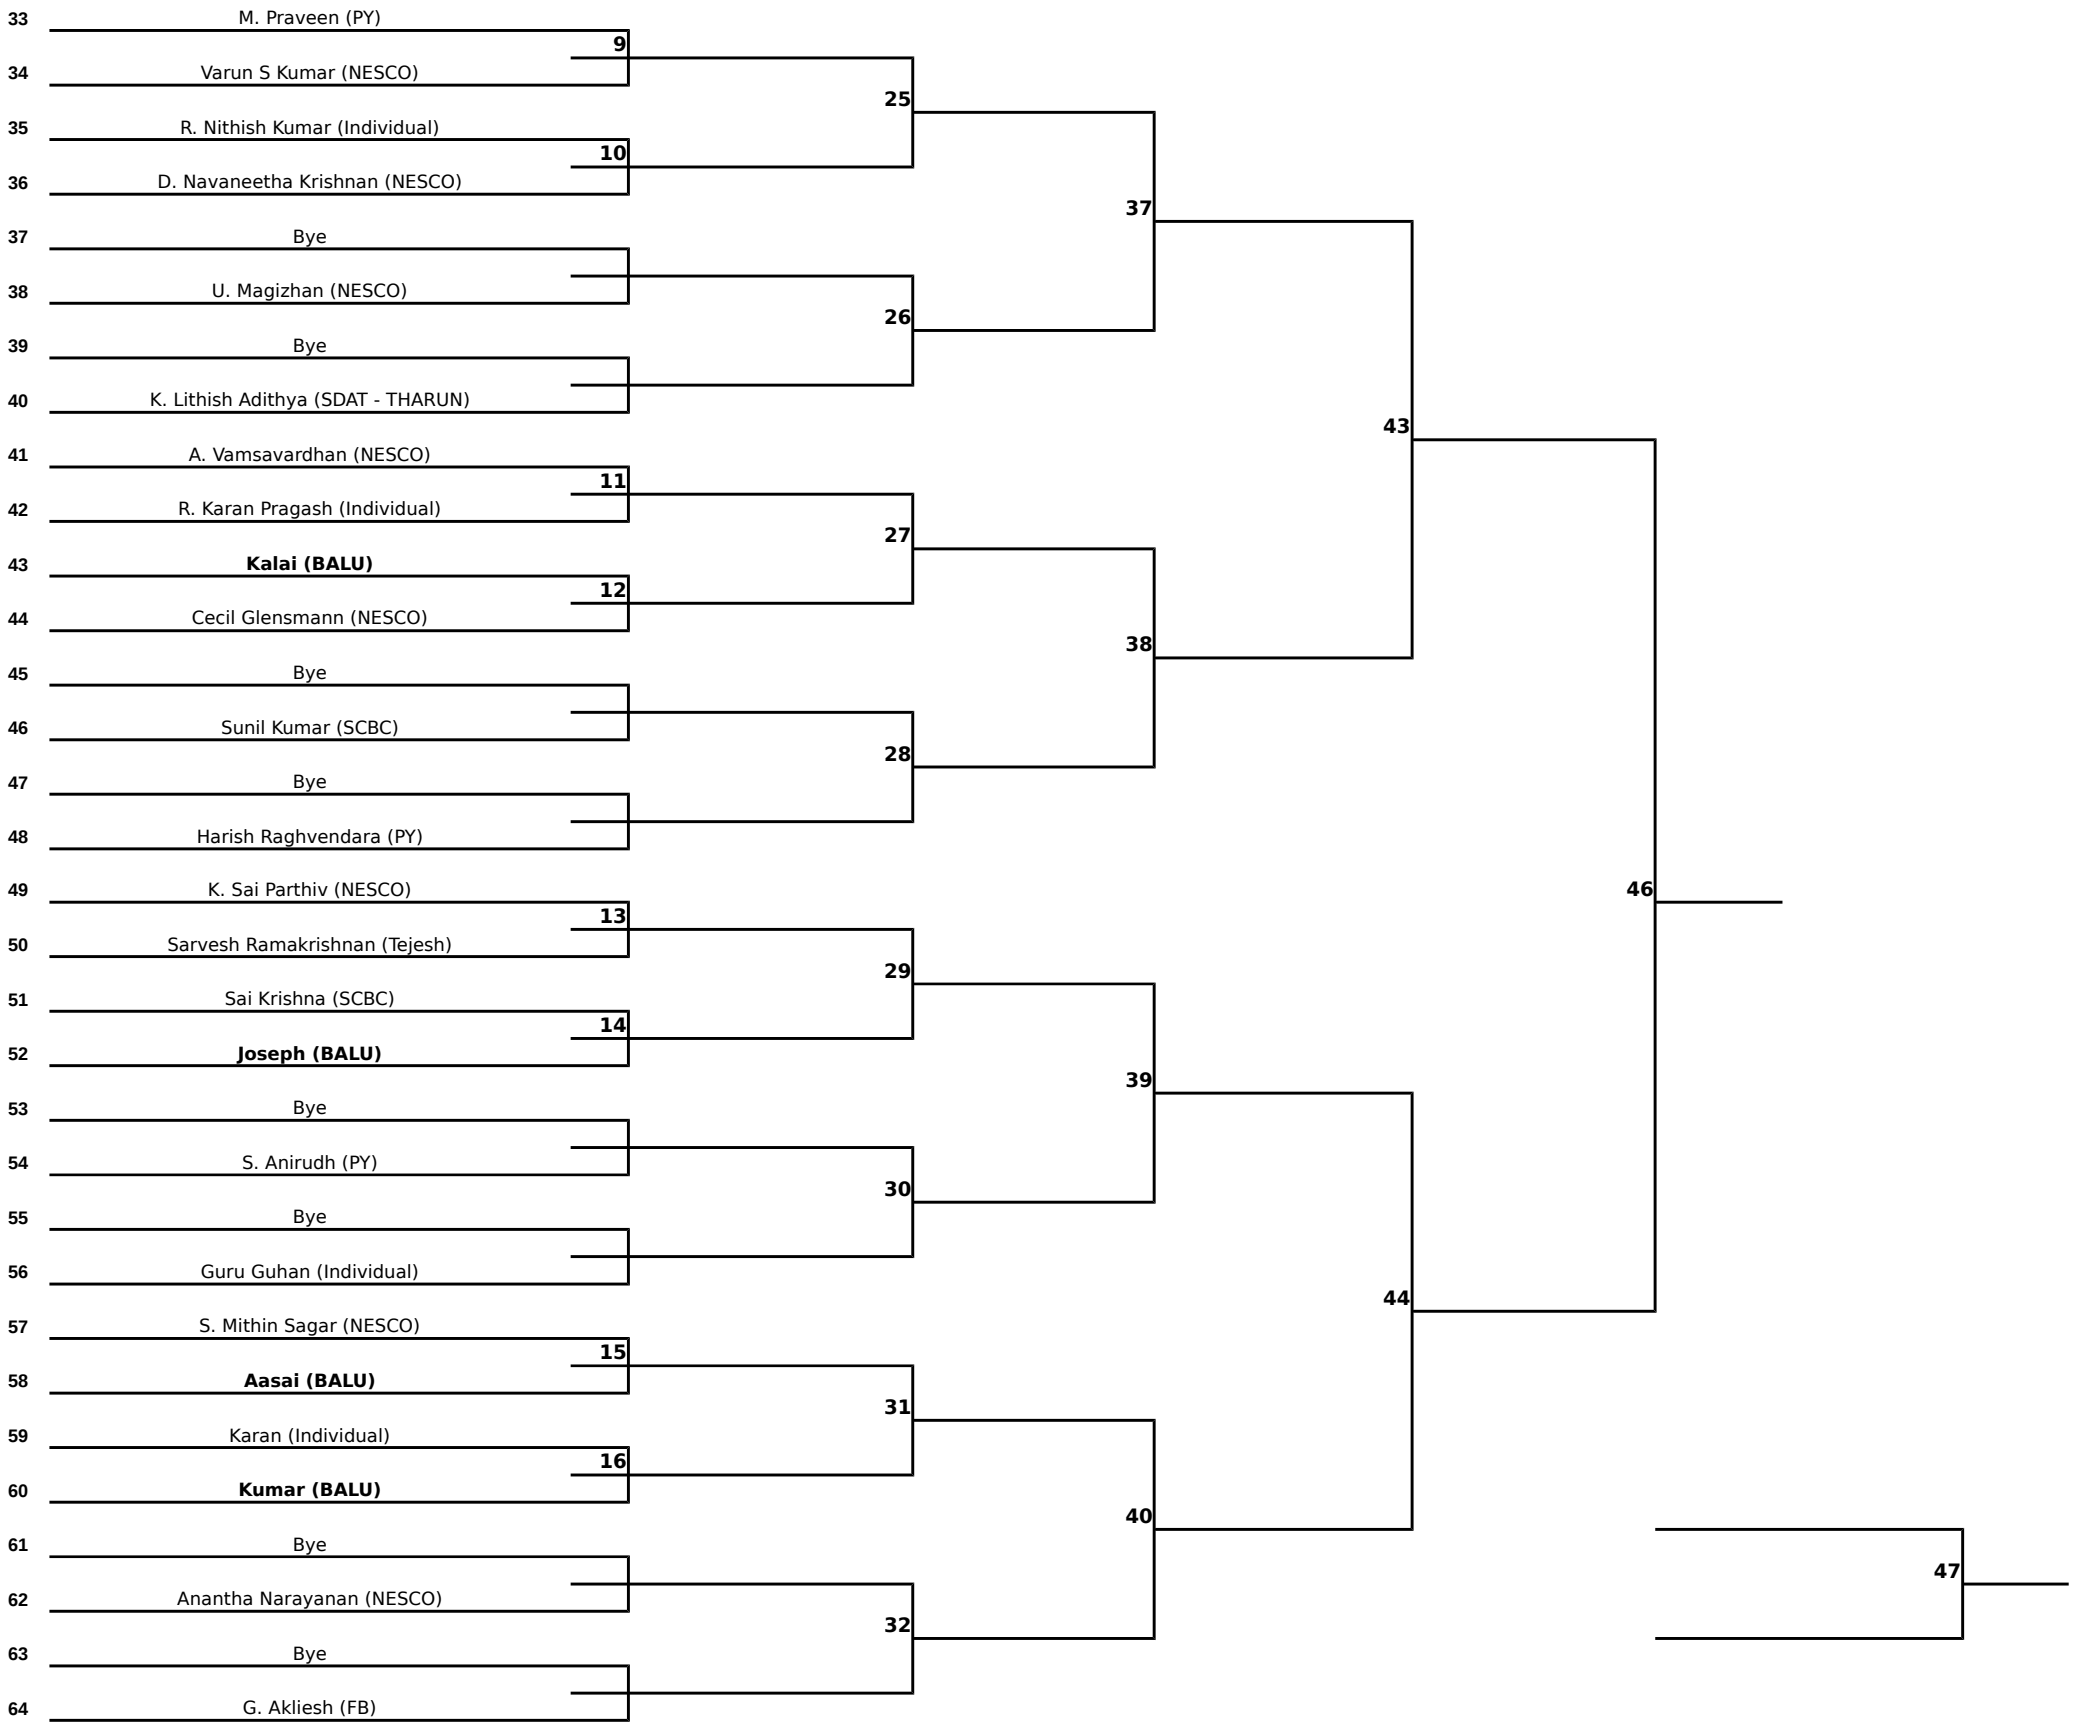 33 M. Praveen (PY)
9
34 Varun S Kumar (NESCO)
25
35 R. Nithish Kumar (Individual)
10
36 D. Navaneetha Krishnan (NESCO)
37
37 Bye
38 U. Magizhan (NESCO)
26
39 Bye
40 K. Lithish Adithya (SDAT - THARUN)
43
41 A. Vamsavardhan (NESCO)
11
42 R. Karan Pragash (Individual)
27
43 Kalai (BALU)
12
44 Cecil Glensmann (NESCO)
38
45 Bye
46 Sunil Kumar (SCBC)
28
47 Bye
48 Harish Raghvendara (PY)
49 K. Sai Parthiv (NESCO)
46
13
50 Sarvesh Ramakrishnan (Tejesh)
29
51 Sai Krishna (SCBC)
14
52 Joseph (BALU)
39
53 Bye
54 S. Anirudh (PY)
30
55 Bye
56 Guru Guhan (Individual)
44
57 S. Mithin Sagar (NESCO)
15
58 Aasai (BALU)
31
59 Karan (Individual)
16
60 Kumar (BALU)
40
61 Bye
47
62 Anantha Narayanan (NESCO)
32
63 Bye
64 G. Akliesh (FB)